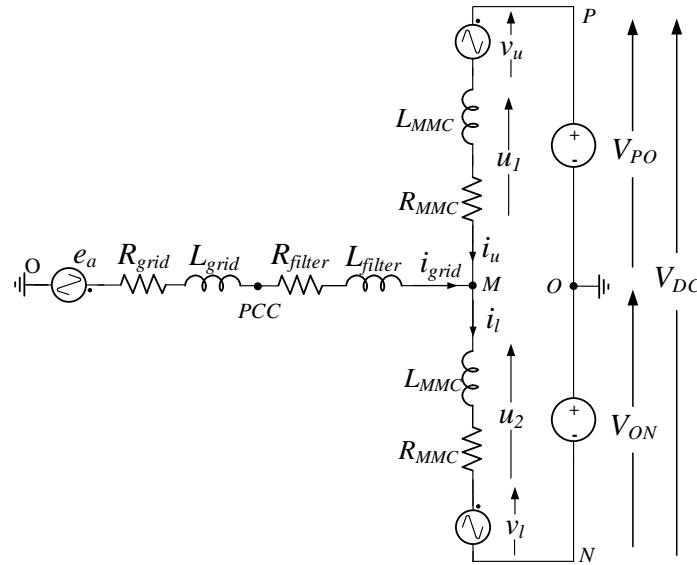 P
v_u
L_MMC
u_1
+
-
V_PO
R_MMC
i_u
O
e_a
R_grid
L_grid
R_filter
L_filter
i_grid
M
O
V_DC
PCC
i_l
L_MMC
u_2
+
-
V_ON
R_MMC
v_l
N